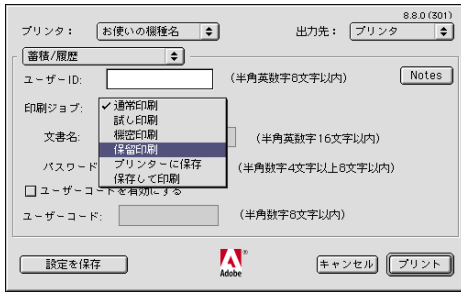 8.8.0 (301)
プリンタ： お使いの機種名 出力先： プリンタ
蓄積/履歴
ユーザーID: (半角英数字8文字以内) Notes
印刷ジョブ: ✓通常印刷
試し印刷
機密印刷
文書名: 保留印刷 (半角英数字16文字以内)
プリンターに保存
パスワード 保存して印刷 (半角数字4文字以上8文字以内)
ユーザーコードを有効にする
ユーザーコード: (半角数字8文字以内)
設定を保存 Adobe キャンセル プリント